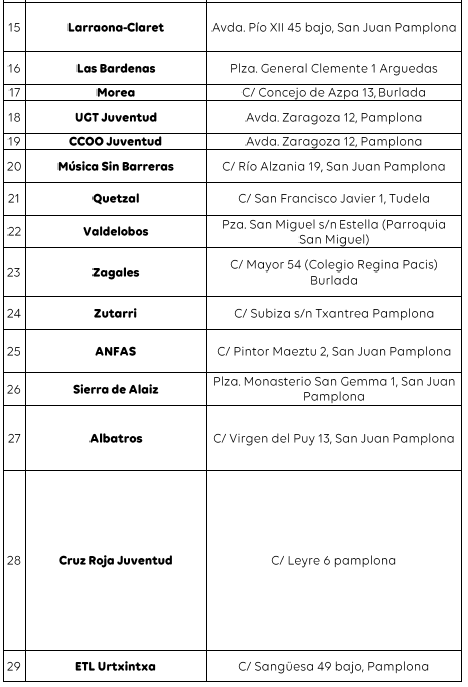 15 Larraona-Claret Avda. Pío XII 45 bajo, San Juan Pamplona
16 Las Bardenas Plza. General Clemente 1 Arguedas
17 Morea C/ Concejo de Azpa 13, Burlada
18 UGT Juventud Avda. Zaragoza 12, Pamplona
19 CCOO Juventud Avda. Zaragoza 12, Pamplona
20 Música Sin Barreras C/ Río Alzania 19, San Juan Pamplona
21 Quetzal C/ San Francisco Javier 1, Tudela
22 Valdelobos Pza. San Miguel s/n Estella (Parroquia
San Miguel)
23 Zagales C/ Mayor 54 (Colegio Regina Pacis)
Burlada
24 Zutarri C/ Subiza s/n Txantrea Pamplona
25 ANFAS C/ Pintor Maeztu 2, San Juan Pamplona
26 Sierra de Alaiz Plza. Monasterio San Gemma 1, San Juan
Pamplona
27 Albatros C/ Virgen del Puy 13, San Juan Pamplona
28 Cruz Roja Juventud C/ Leyre 6 pamplona
29 ETL Urtxintxa C/ Sangüesa 49 bajo, Pamplona